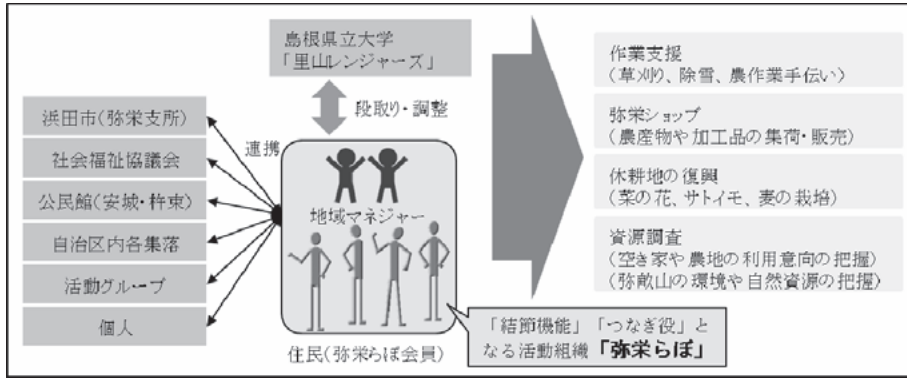 島根県立大学
「里山レンジャーズ」
段取り・調整
浜田市(弥栄支所)
社会福祉協議会
公民館(安城・杵束)
自治区内各集落
活動グループ
個人
連携
地域マネジャー
住民(弥栄らぼ会員)
「結節機能」「つなぎ役」と
なる活動組織「弥栄らぼ」
作業支援
(草刈り、除雪、農作業手伝い)
弥栄ショップ
(農産物や加工品の集荷・販売)
休耕地の復興
(菜の花、サトイモ、麦の栽培)
資源調査
(空き家や農地の利用意向の把握)
(弥畝山の環境や自然資源の把握)